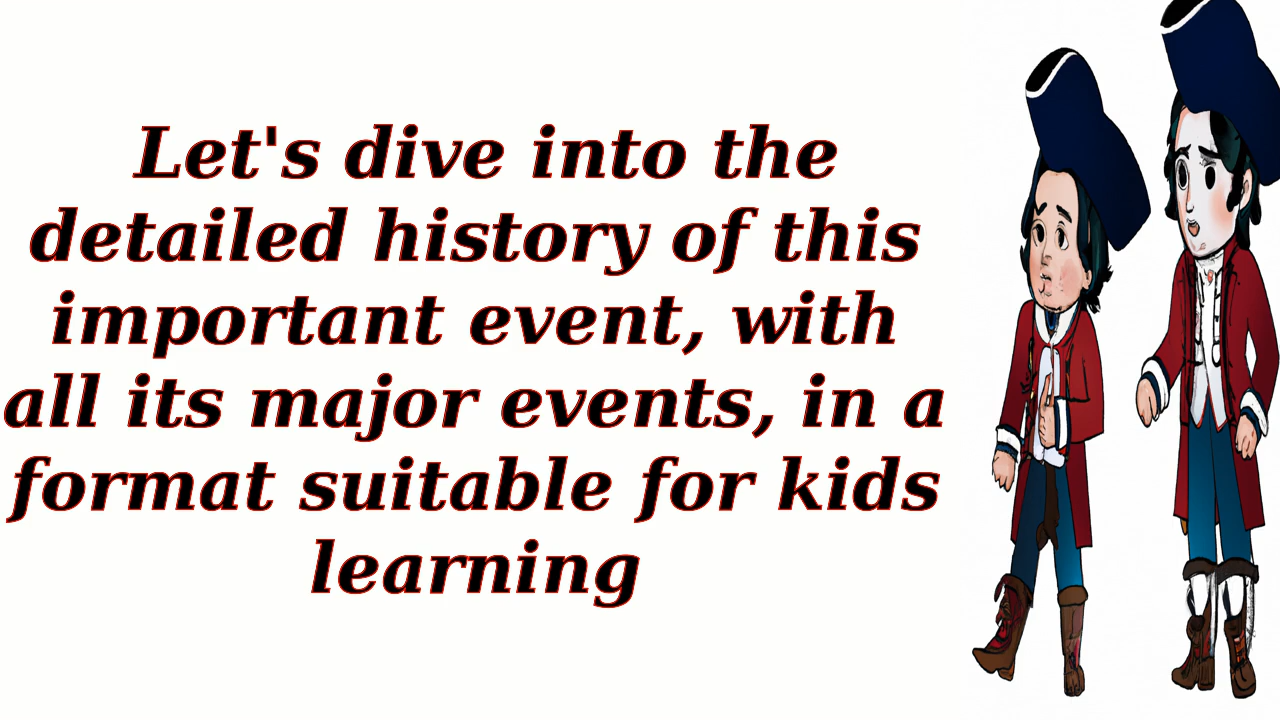 Let's dive into the
detailed history of this
important event, with
all its major events, in a
format suitable for kids
learning